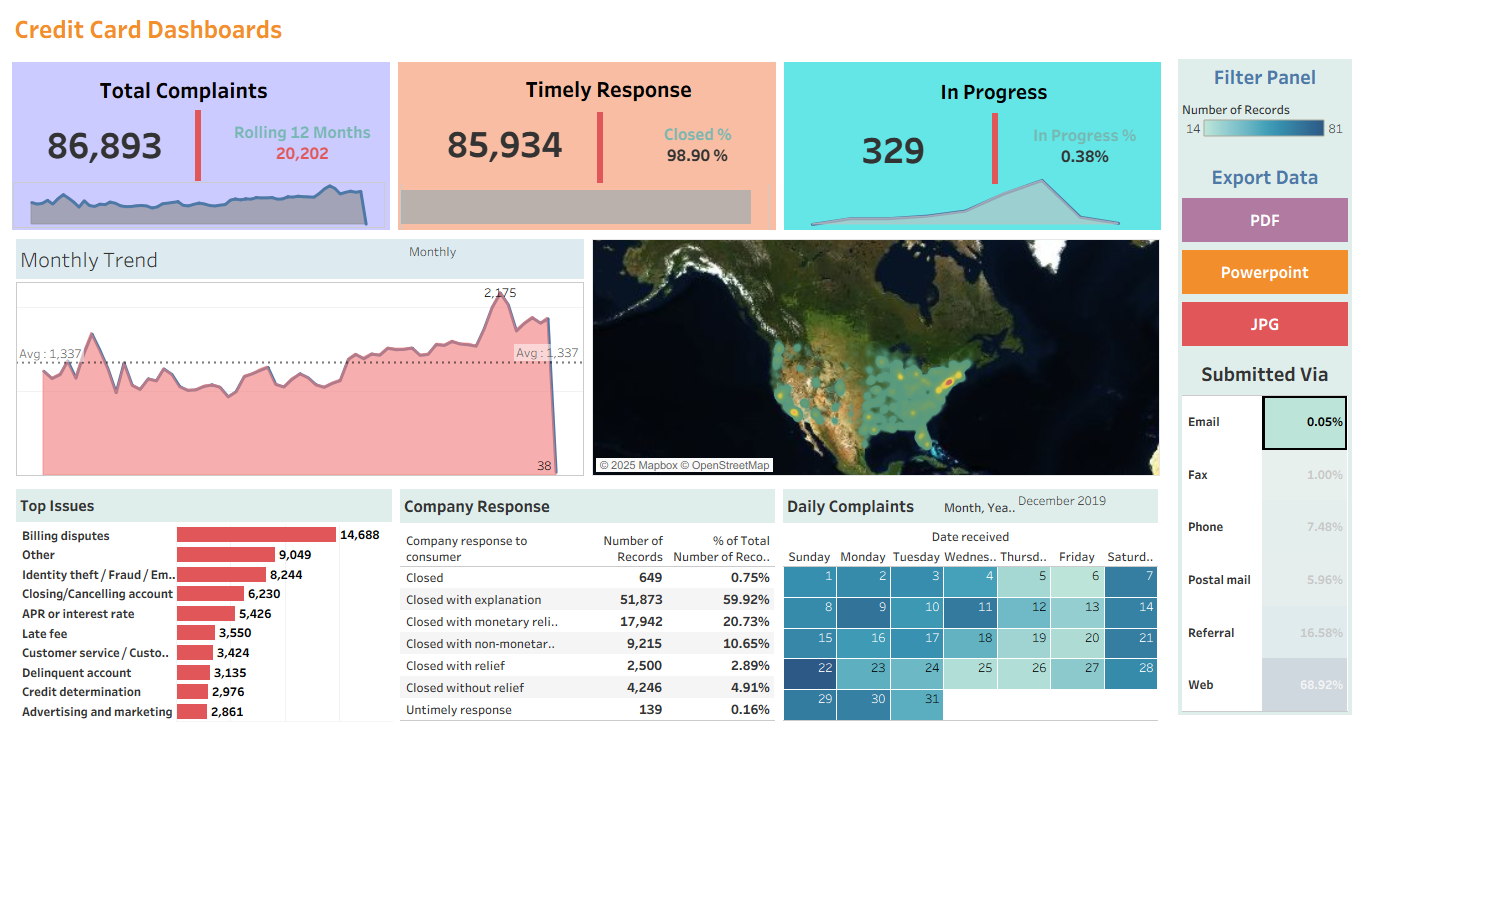 Credit Card Dashboards
Total Complaints
86,893
Rolling 12 Months
20,202
Timely Response
85,934
Closed %
98.90 %
In Progress
329
In Progress %
0.38%
Filter Panel
Number of Records
14 81
Export Data
PDF
Powerpoint
JPG
Monthly Trend
Monthly
2,175
Avg : 1,337
Avg : 1,337
38
© 2025 Mapbox © OpenStreetMap
Submitted Via
Email 0.05%
Fax 1.00%
Phone 7.48%
Postal mail 5.96%
Referral 16.58%
Web 68.92%
Top Issues
Billing disputes 14,688
Other 9,049
Identity theft / Fraud / Em.. 8,244
Closing/Cancelling account 6,230
APR or interest rate 5,426
Late fee 3,550
Customer service / Custo.. 3,424
Delinquent account 3,135
Credit determination 2,976
Advertising and marketing 2,861
Company Response
Company response to consumer
Number of Records
% of Total Number of Reco..
Closed 649 0.75%
Closed with explanation 51,873 59.92%
Closed with monetary reli.. 17,942 20.73%
Closed with non-monetar.. 9,215 10.65%
Closed with relief 2,500 2.89%
Closed without relief 4,246 4.91%
Untimely response 139 0.16%
Daily Complaints
Month, Yea.. December 2019
Date received
Sunday Monday Tuesday Wednes.. Thursd.. Friday Saturd..
1 2 3 4 5 6 7
8 9 10 11 12 13 14
15 16 17 18 19 20 21
22 23 24 25 26 27 28
29 30 31